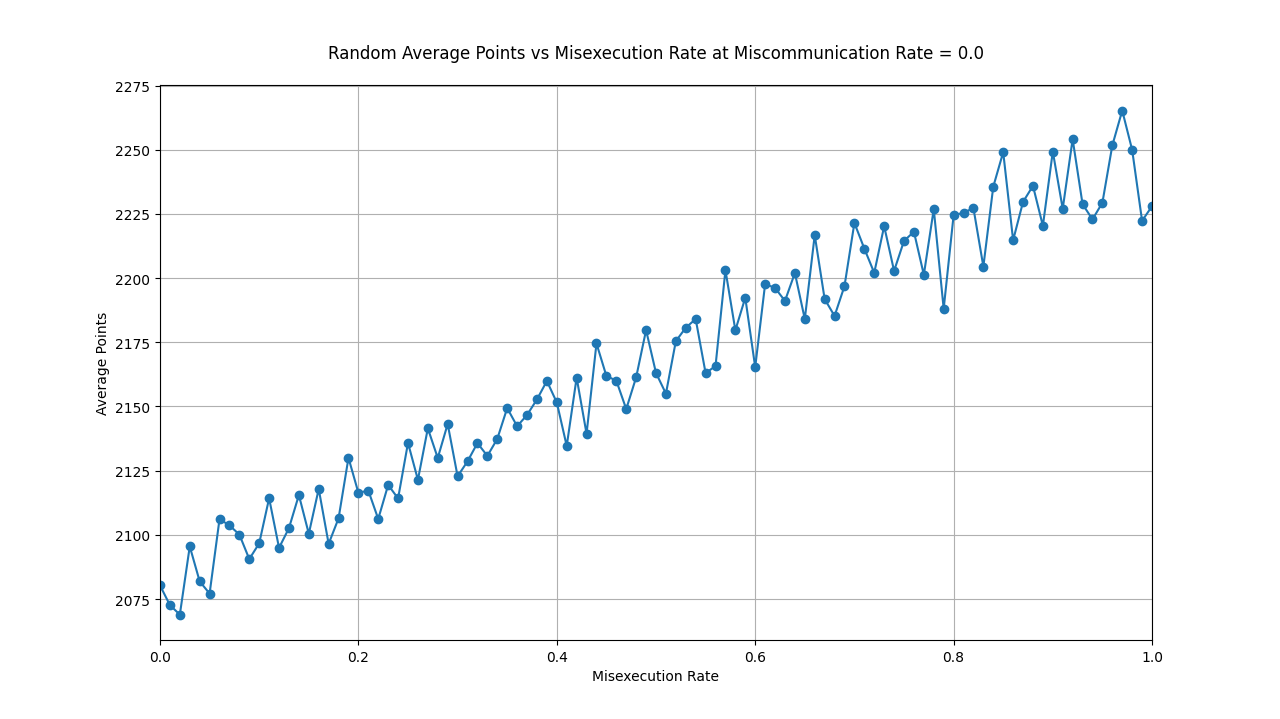 Random Average Points vs Misexecution Rate at Miscommunication Rate = 0.0
2275
2250
2225
2200
2175
2150
2125
2100
2075
Average Points
0.0 0.2 0.4 0.6 0.8 1.0
Misexecution Rate